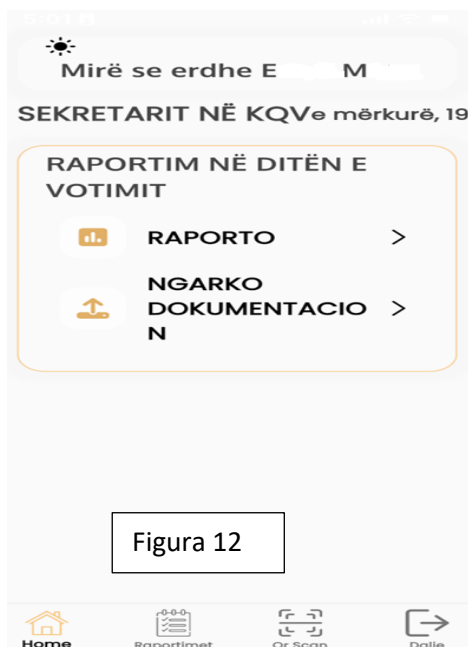 Mirë se erdhe E M
SEKRETARIT NË KQV e mërkurë, 19
RAPORTIM NË DITËN E
VOTIMIT
RAPORTO
NGARKO
DOKUMENTACIO
N
Figura 12
Home Raportimet Qr Scan Dalje